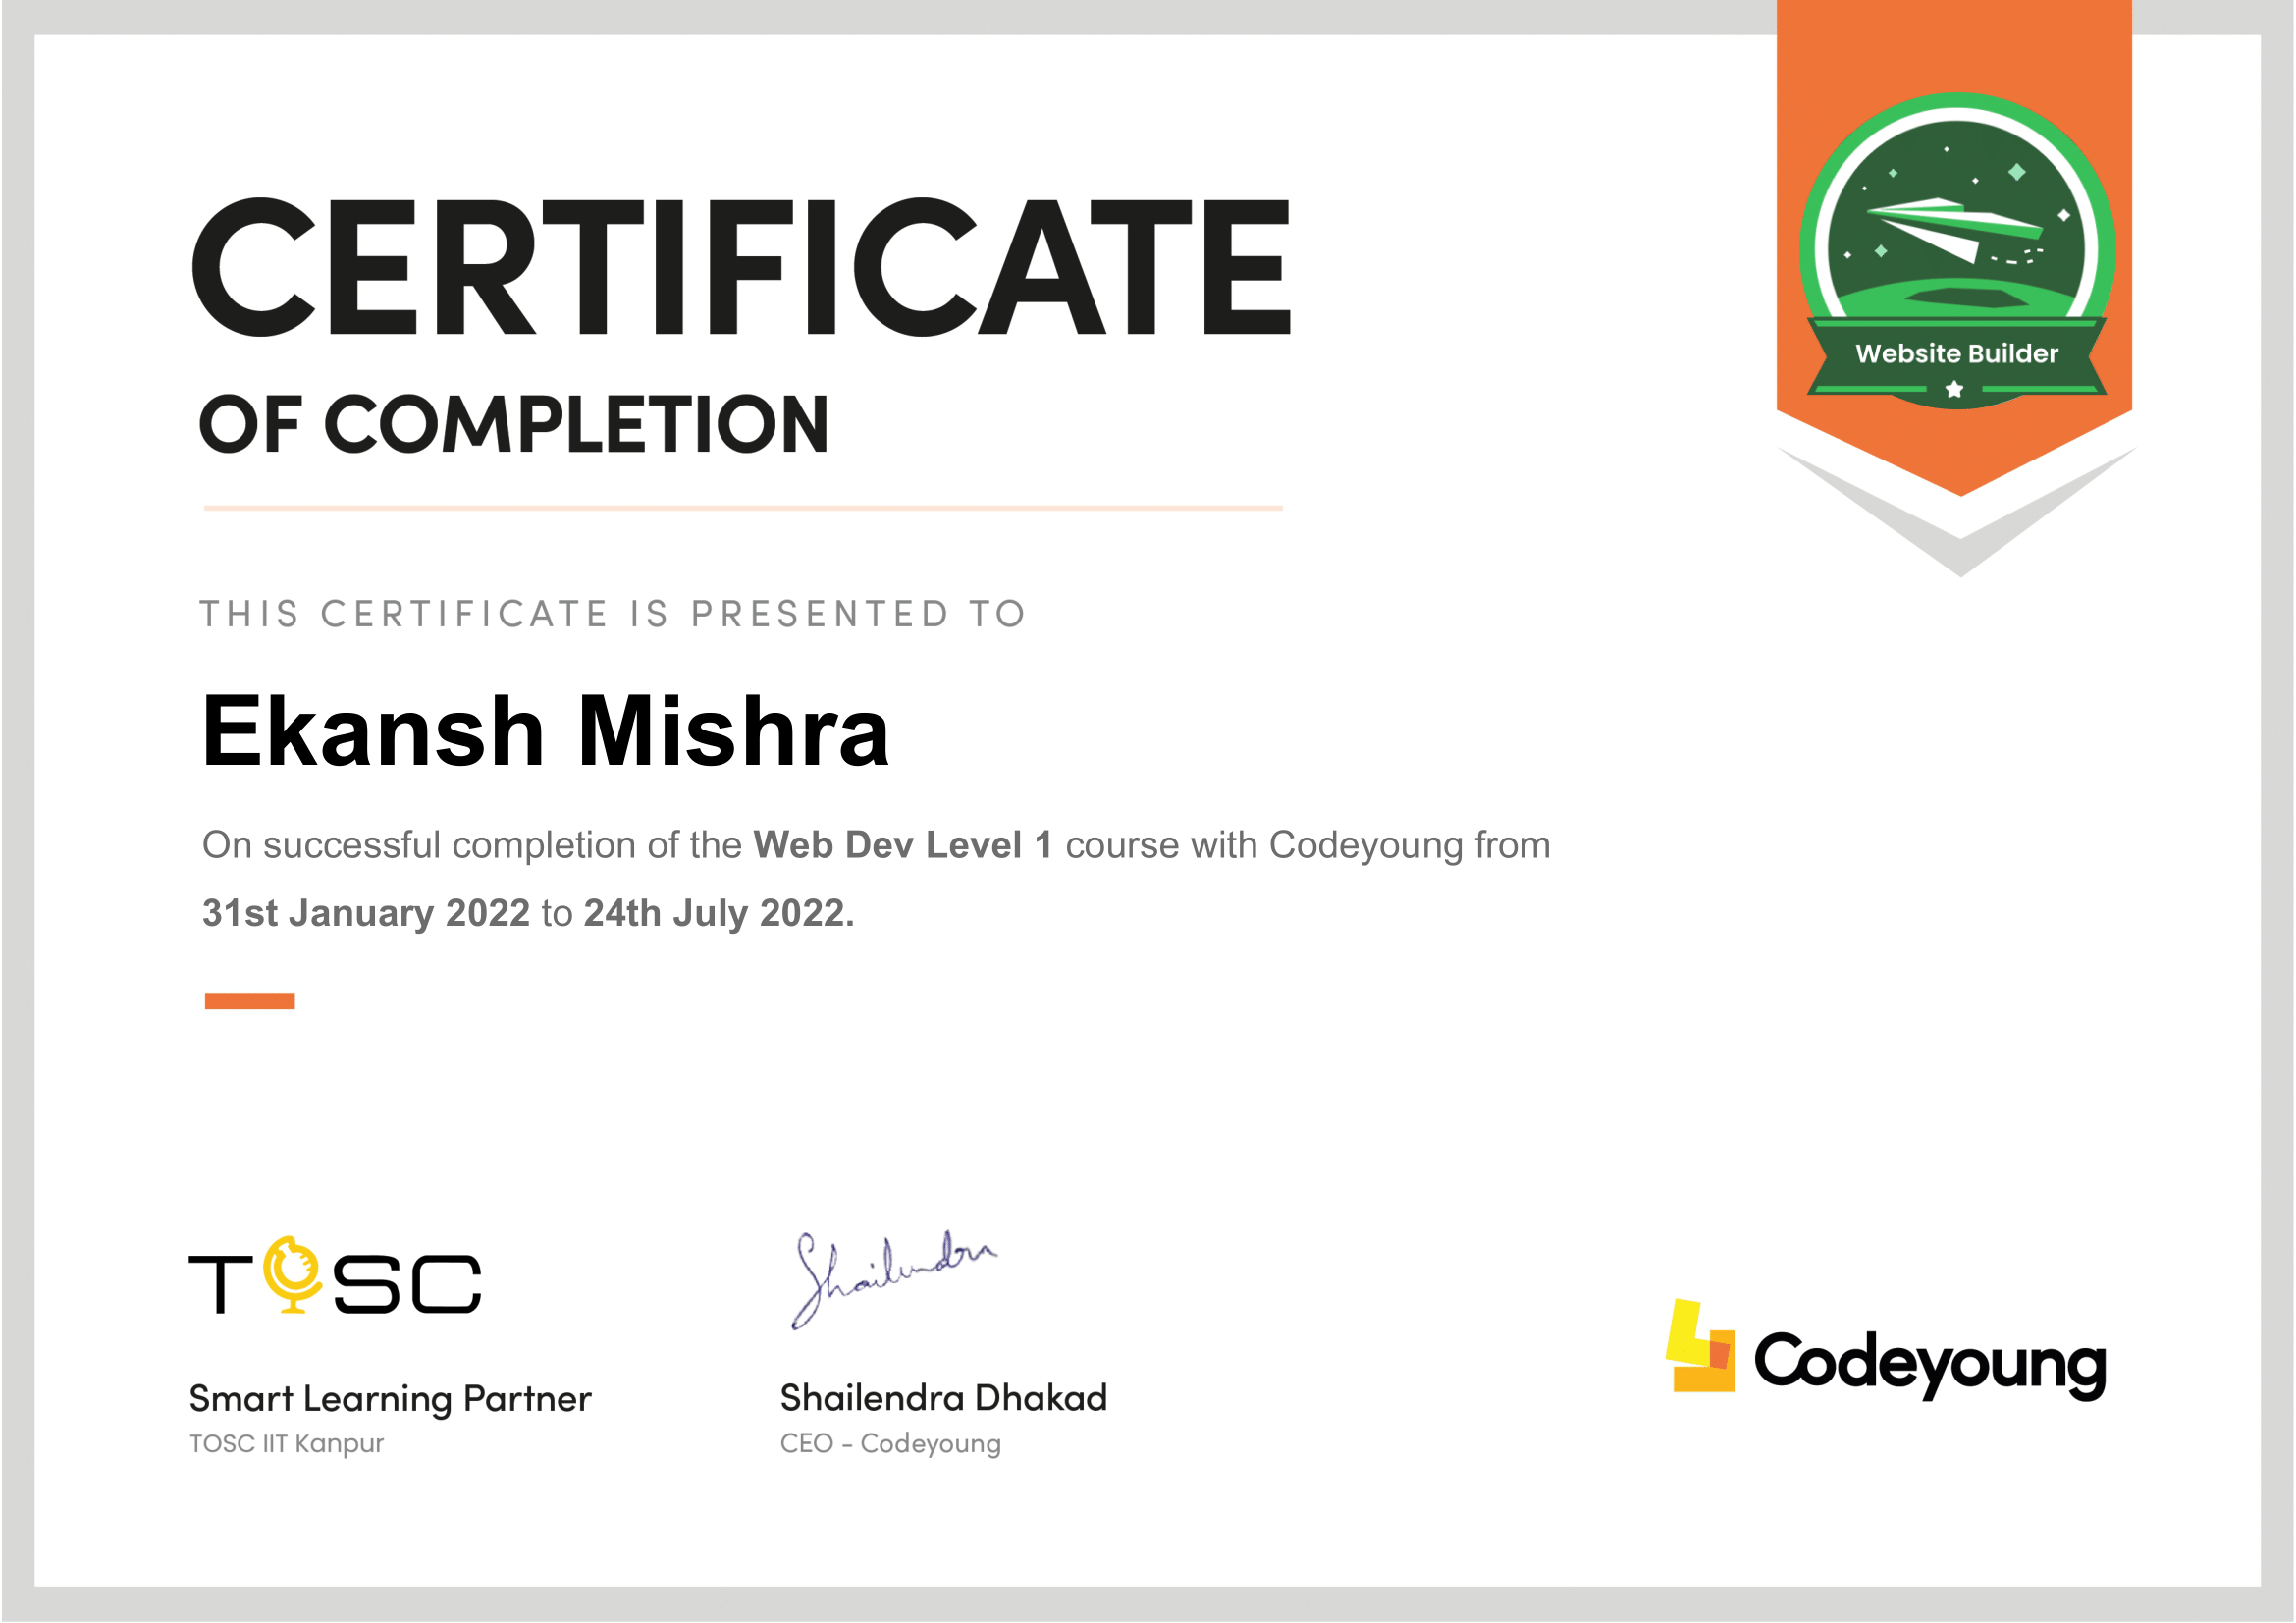 CERTIFICATE
OF COMPLETION
Website Builder
THIS CERTIFICATE IS PRESENTED TO
Ekansh Mishra
On successful completion of the Web Dev Level 1 course with Codeyoung from
31st January 2022 to 24th July 2022.
TOSC
Shailendra
Smart Learning Partner
TOSC IIT Kanpur
Shailendra Dhakad
CEO - Codeyoung
Codeyoung